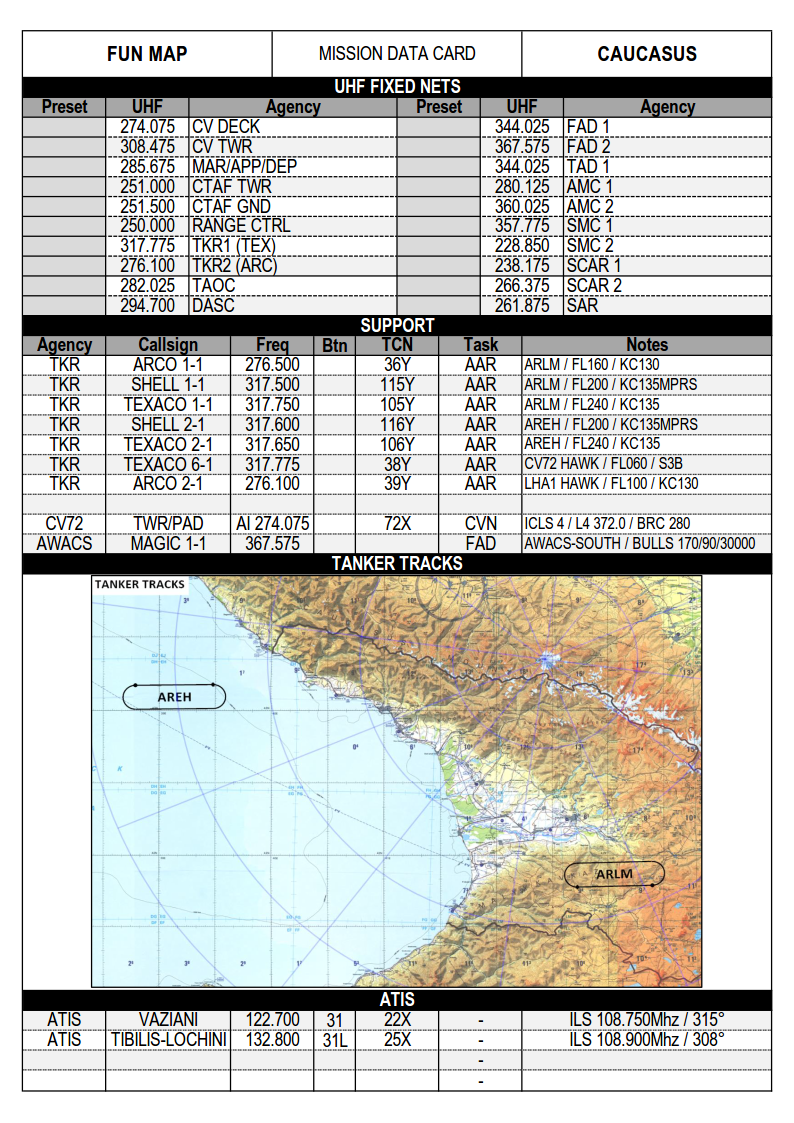 FUN MAP MISSION DATA CARD CAUCASUS
UHF FIXED NETS
Preset UHF Agency Preset UHF Agency
274.075 CV DECK 344.025 FAD 1
308.475 CV TWR 367.575 FAD 2
285.675 MAR/APP/DEP 344.025 TAD 1
251.000 CTAF TWR 280.125 AMC 1
251.500 CTAF GND 360.025 AMC 2
250.000 RANGE CTRL 357.775 SMC 1
317.775 TKR1 (TEX) 228.850 SMC 2
276.100 TKR2 (ARC) 238.175 SCAR 1
282.025 TAOC 266.375 SCAR 2
294.700 DASC 261.875 SAR
SUPPORT
Agency Callsign Freq Btn TCN Task Notes
TKR ARCO 1-1 276.500 36Y AAR ARLM / FL160 / KC130
TKR SHELL 1-1 317.500 115Y AAR ARLM / FL200 / KC135MPRS
TKR TEXACO 1-1 317.750 105Y AAR ARLM / FL240 / KC135
TKR SHELL 2-1 317.600 116Y AAR AREH / FL200 / KC135MPRS
TKR TEXACO 2-1 317.650 106Y AAR AREH / FL240 / KC135
TKR TEXACO 6-1 317.775 38Y AAR CV72 HAWK / FL060 / S3B
TKR ARCO 2-1 276.100 39Y AAR LHA1 HAWK / FL100 / KC130
CV72 TWR/PAD AI 274.075 72X CVN ICLS 4 / L4 372.0 / BRC 280
AWACS MAGIC 1-1 367.575 FAD AWACS-SOUTH / BULLS 170/90/30000
TANKER TRACKS
TANKER TRACKS
AREH
ARLM
ATIS
ATIS VAZIANI 122.700 31 22X - ILS 108.750Mhz / 315°
ATIS TIBILIS-LOCHINI 132.800 31L 25X - ILS 108.900Mhz / 308°
-
-